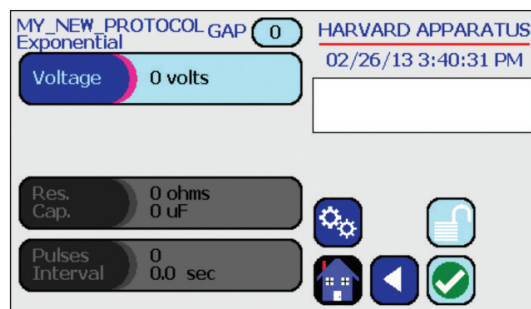 MY_NEW_PROTOCOL GAP 0
Exponential
HARVARD APPARATUS
02/26/13 3:40:31 PM
Voltage 0 volts
Res. 0 ohms
Cap. 0 uF
Pulses 0
Interval 0.0 sec